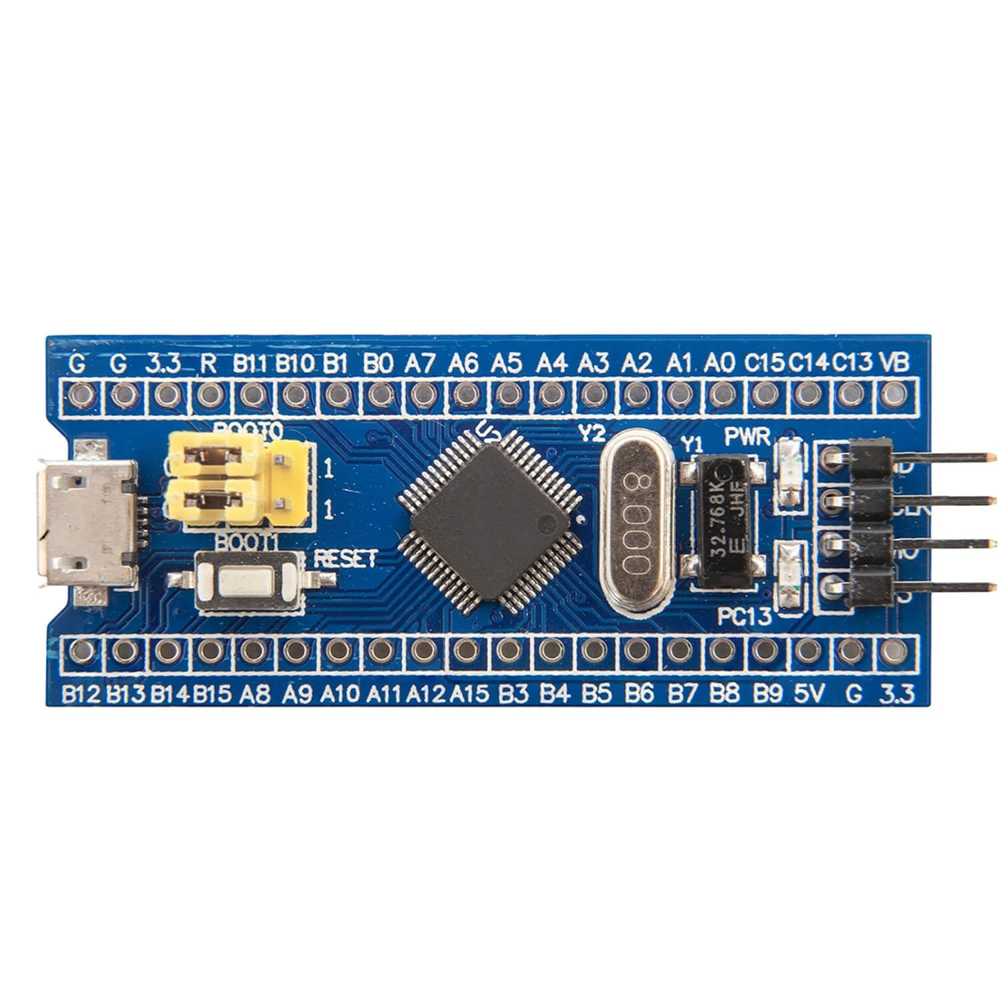 G G 3.3 R B11 B10 B1 B0 A7 A6 A5 A4 A3 A2 A1 A0 C15 C14 C13 VB
BOOT0
U2
Y2
Y1
PWR
1
1
8.000
32.768K
JHF
E
BOOT1
RESET
PC13
B12 B13 B14 B15 A8 A9 A10 A11 A12 A15 B3 B4 B5 B6 B7 B8 B9 5V G 3.3